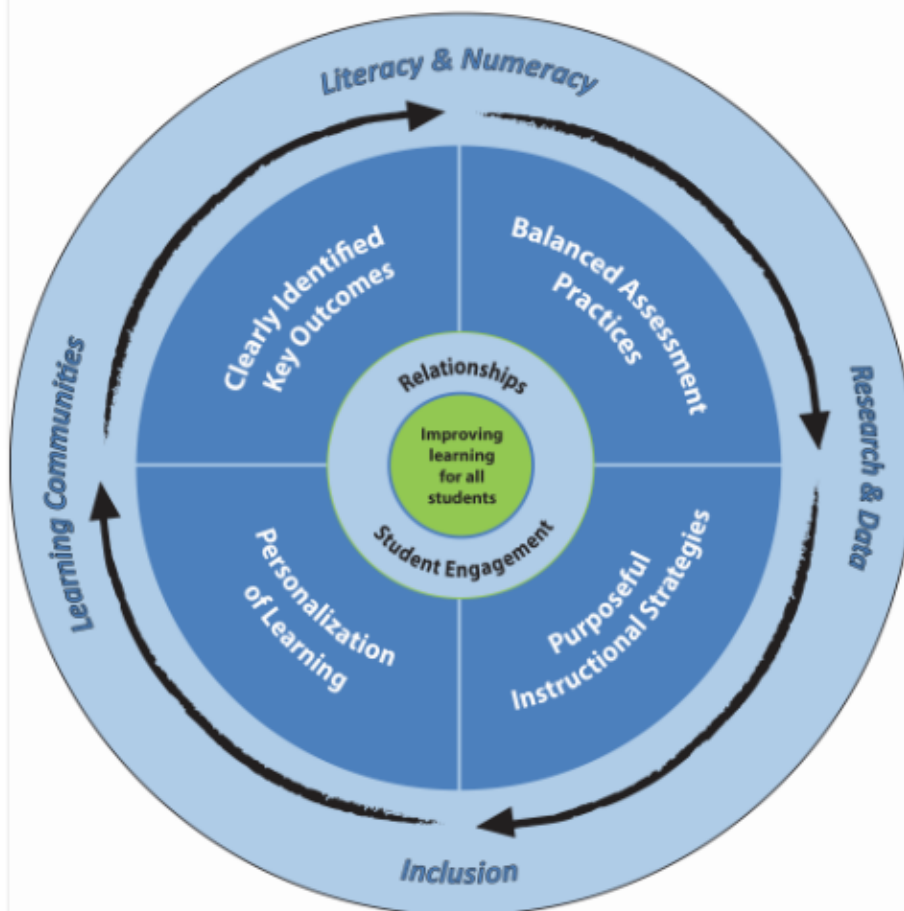 Literacy & Numeracy
Clearly Identified
Key Outcomes
Balanced Assessment
Practices
Relationships
Improving
learning
for all
students
Student Engagement
Learning Communities
Research & Data
Personalization
of Learning
Purposeful
Instructional Strategies
Inclusion